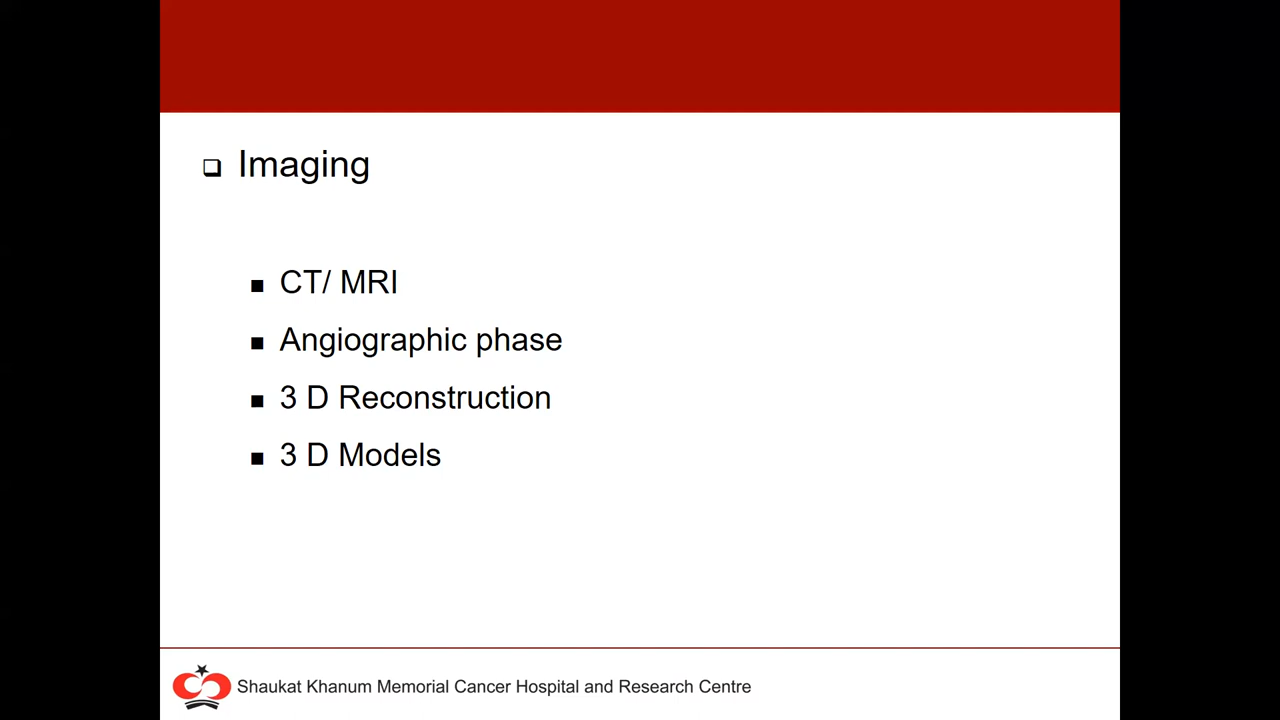 Imaging
CT/ MRI
Angiographic phase
3 D Reconstruction
3 D Models
Shaukat Khanum Memorial Cancer Hospital and Research Centre